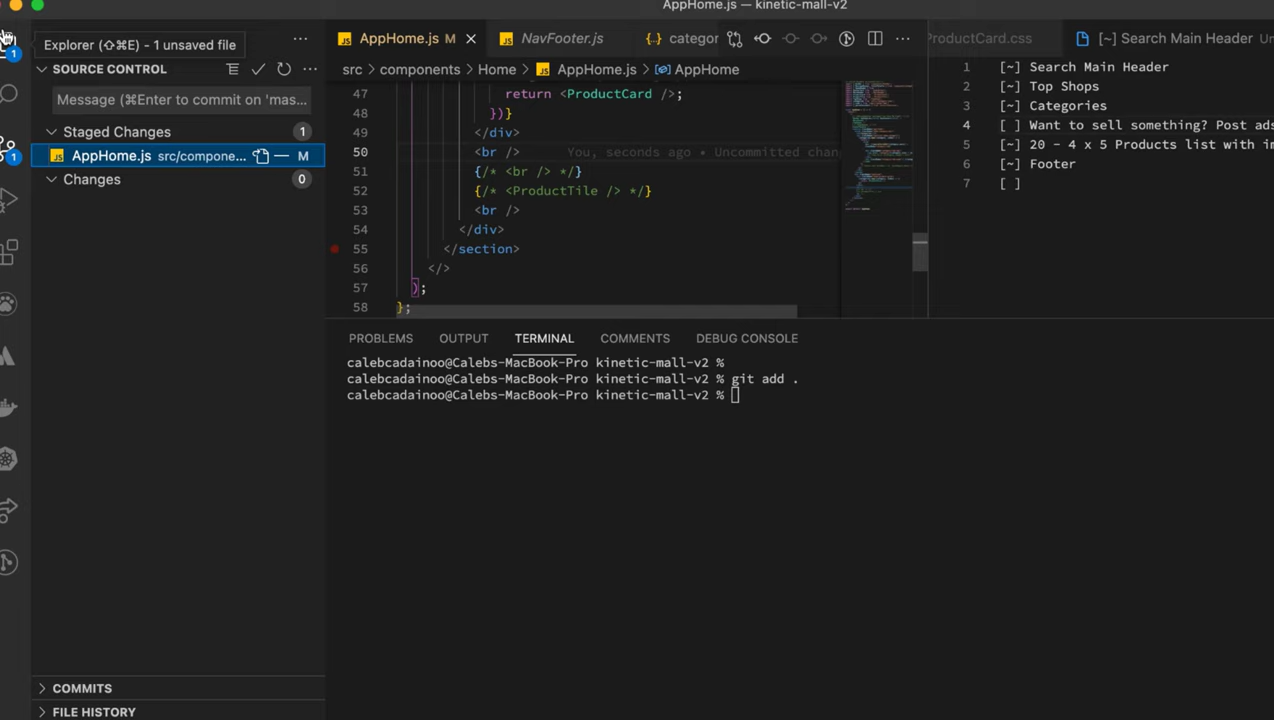 AppHome.js — kinetic-mall-v2
Explorer (⇧⌘E) - 1 unsaved file
1
SOURCE CONTROL
Message (⌘Enter to commit on 'mas...
Staged Changes 1
AppHome.js src/compone... M
Changes 0
1
COMMITS
FILE HISTORY
AppHome.js M NavFooter.js categor
src components Home AppHome.js AppHome
47 return <ProductCard />;
48 })}
49 </div>
50 <br /> You, seconds ago • Uncommitted chan
51 {/* <br /> */}
52 {/* <ProductTile /> */}
53 <br />
54 </div>
55 </section>
56 </>
57 );
58 };
ProductCard.css [~] Search Main Header
1 [~] Search Main Header
2 [~] Top Shops
3 [~] Categories
4 [ ] Want to sell something? Post ads
5 [~] 20 - 4 x 5 Products list with in
6 [~] Footer
7 [ ]
PROBLEMS OUTPUT TERMINAL COMMENTS DEBUG CONSOLE
calebcadainoo@Calebs-MacBook-Pro kinetic-mall-v2 %
calebcadainoo@Calebs-MacBook-Pro kinetic-mall-v2 % git add .
calebcadainoo@Calebs-MacBook-Pro kinetic-mall-v2 %